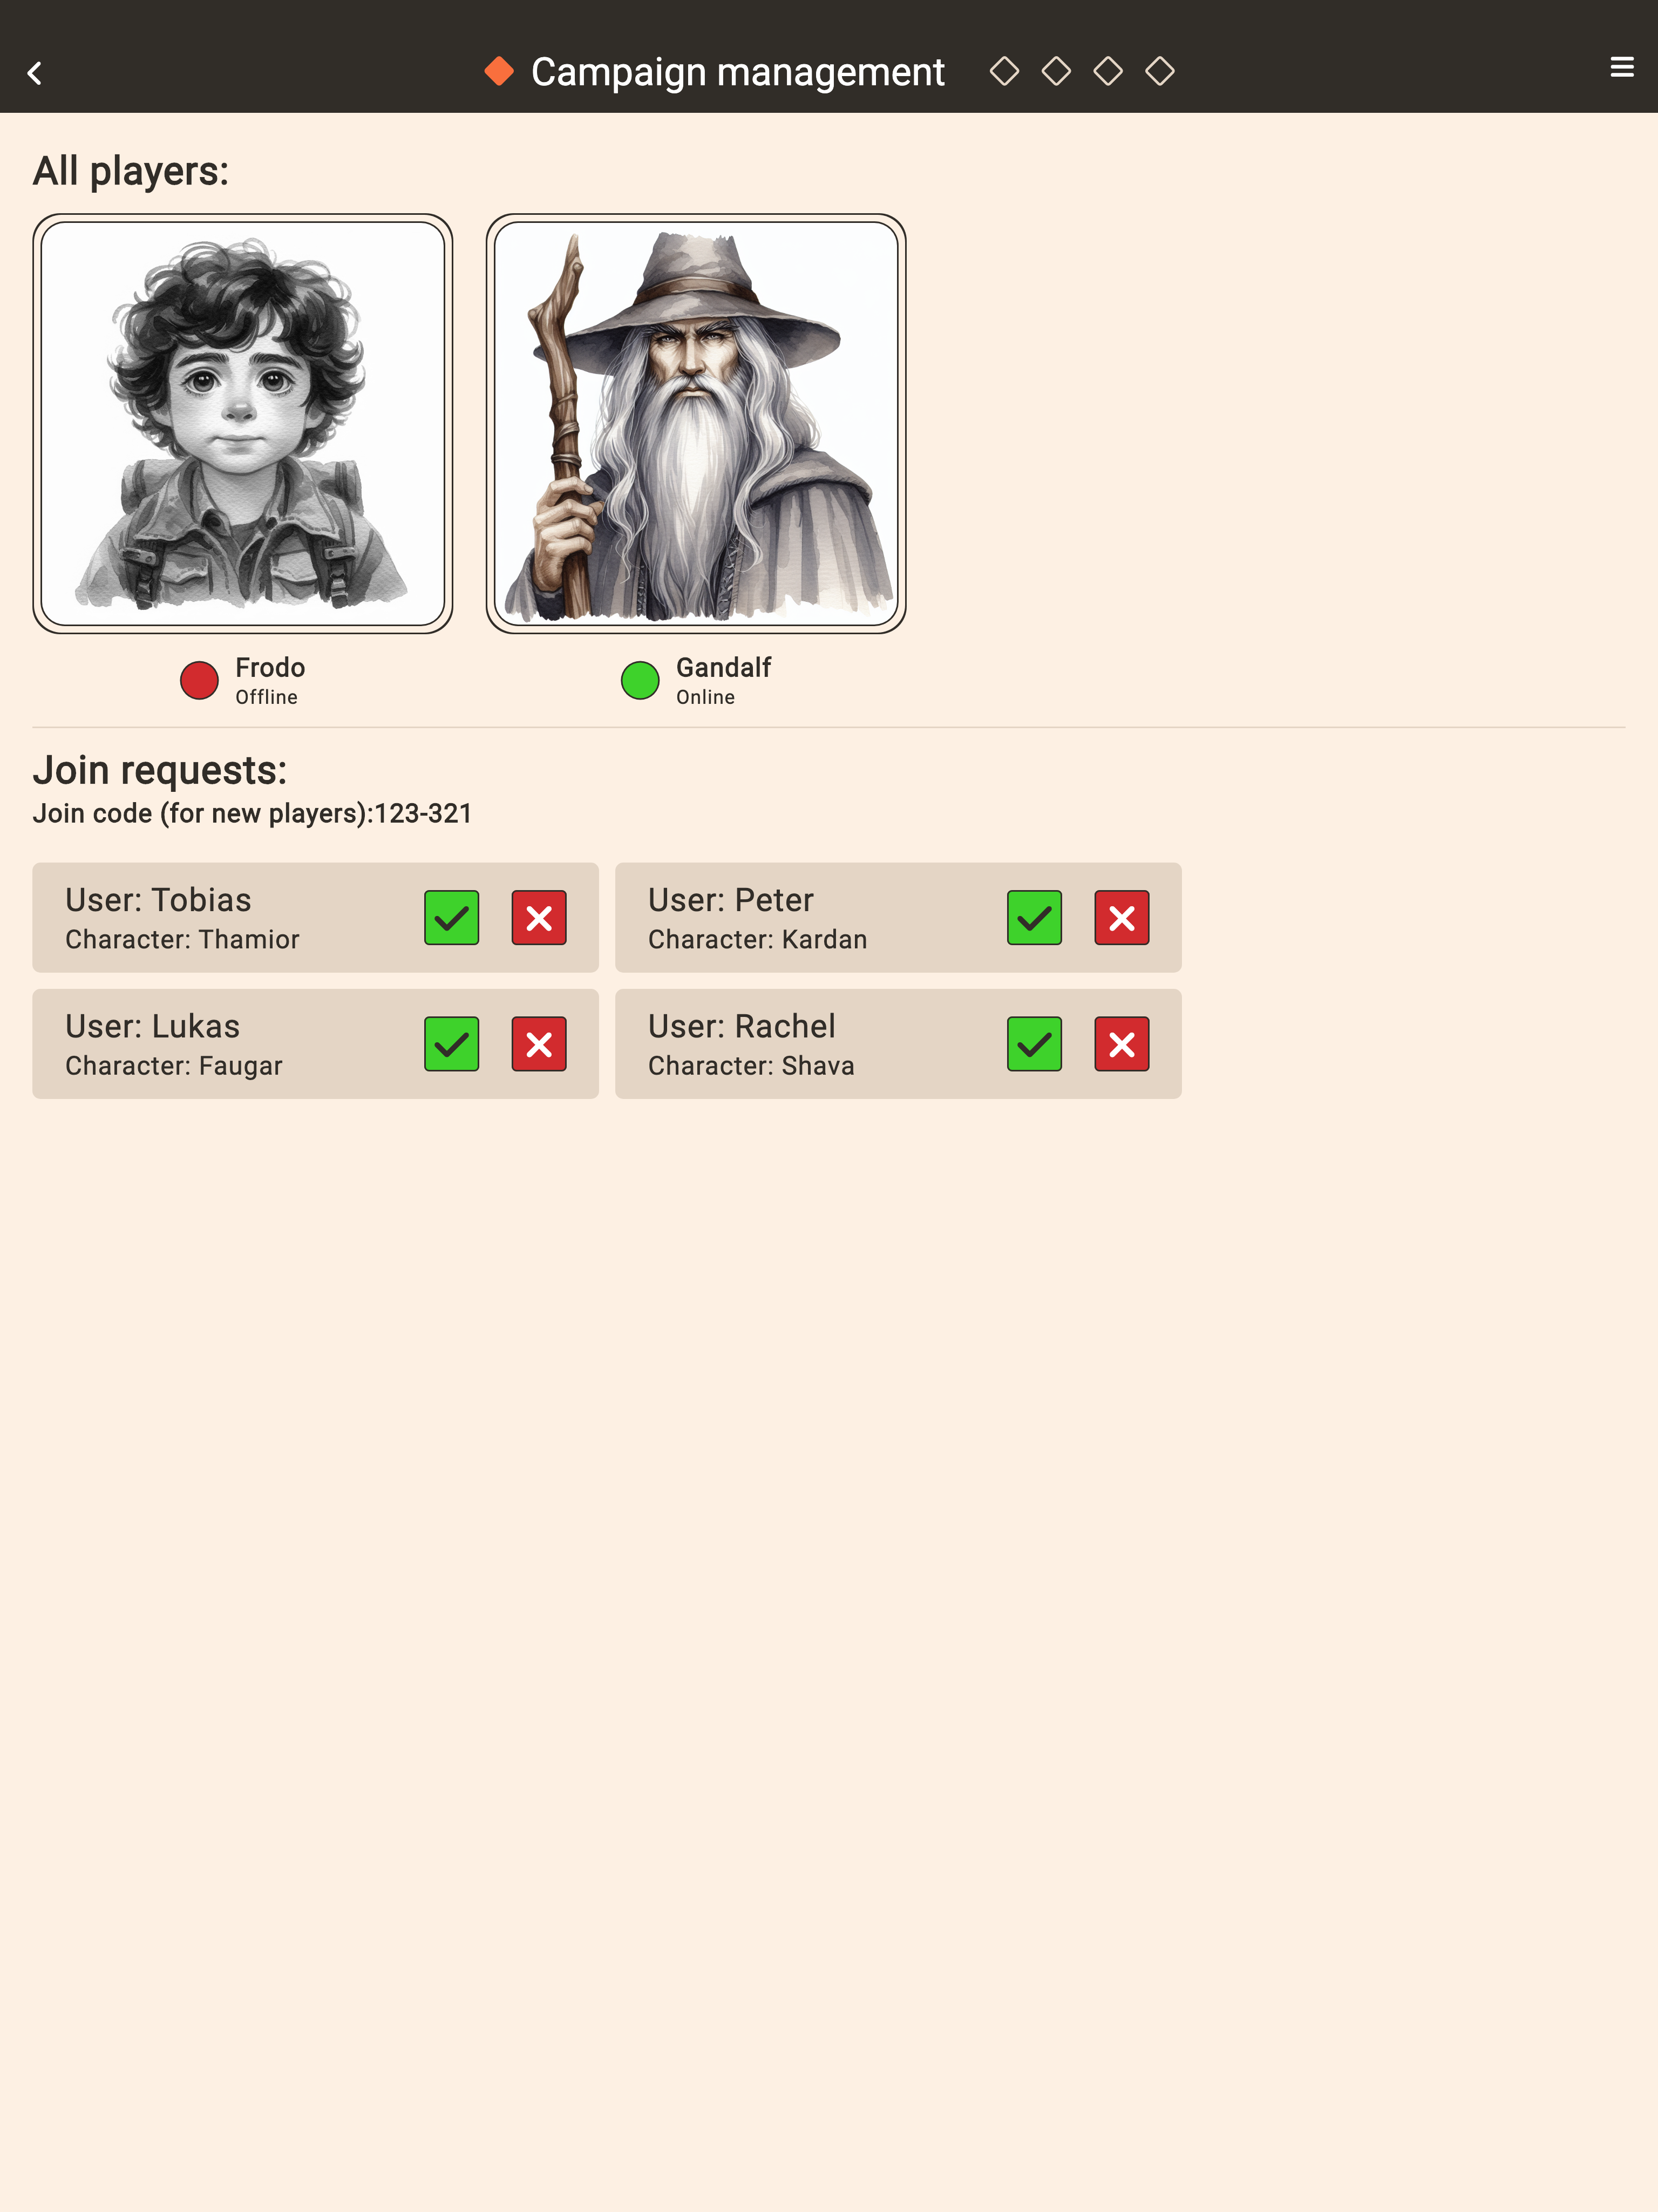 Campaign management
All players:
Frodo
Offline
Gandalf
Online
Join requests:
Join code (for new players):123-321
User: Tobias
Character: Thamior
User: Peter
Character: Kardan
User: Lukas
Character: Faugar
User: Rachel
Character: Shava